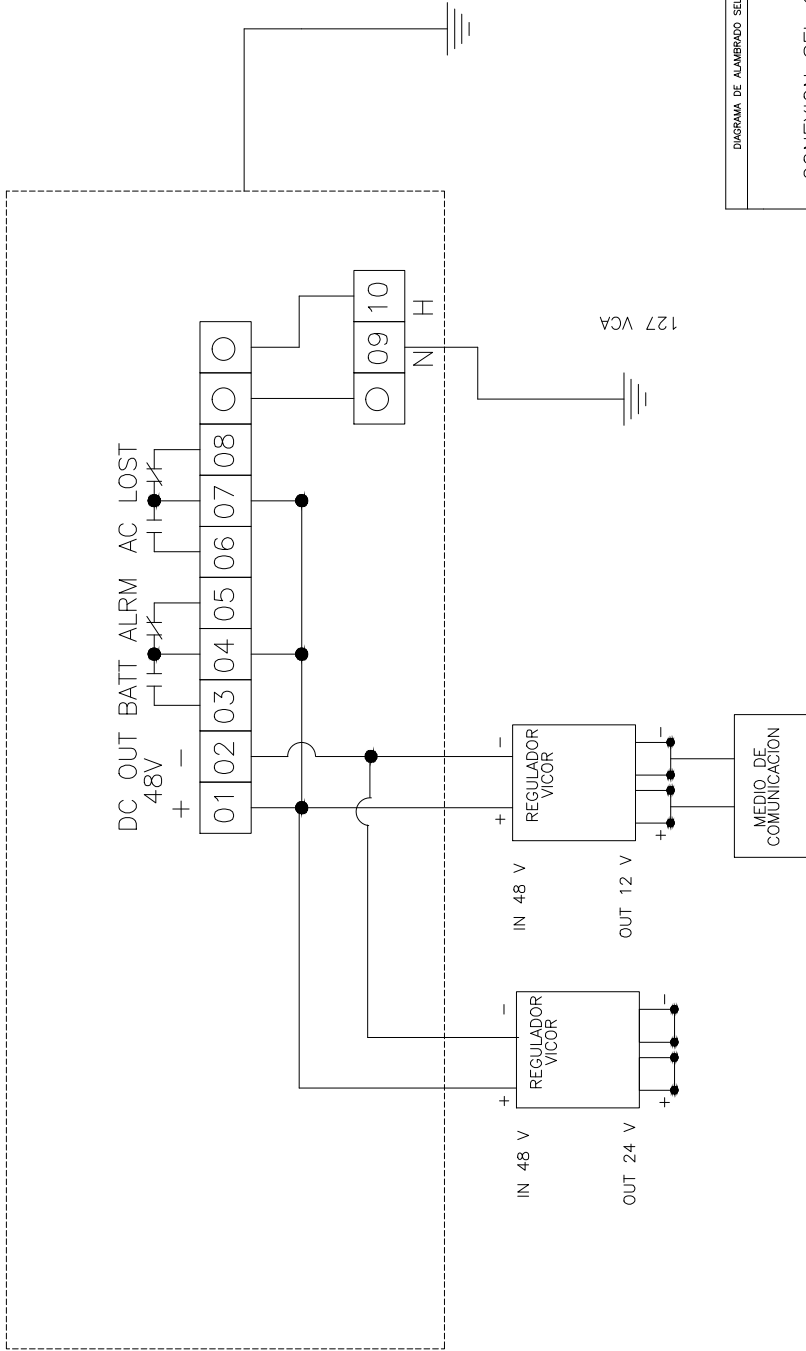 DIAGRAMA DE ALAMBRADO SEL
DC OUT BATT ALRM AC LOST
48V
+ -
01 02 03 04 05 06 07 08
09 10
N H
127 VCA
+ -
REGULADOR
VICOR
IN 48 V
OUT 24 V
+ -
+ -
REGULADOR
VICOR
IN 48 V
OUT 12 V
+ -
MEDIO DE
COMUNICACION